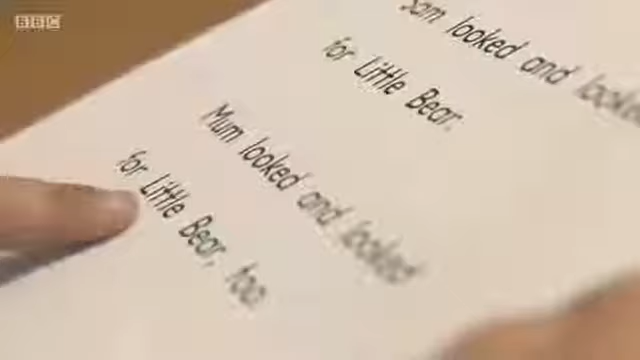 BBC
Sam looked and looked
for Little Bear.
Mum looked and looked
for Little Bear, too.